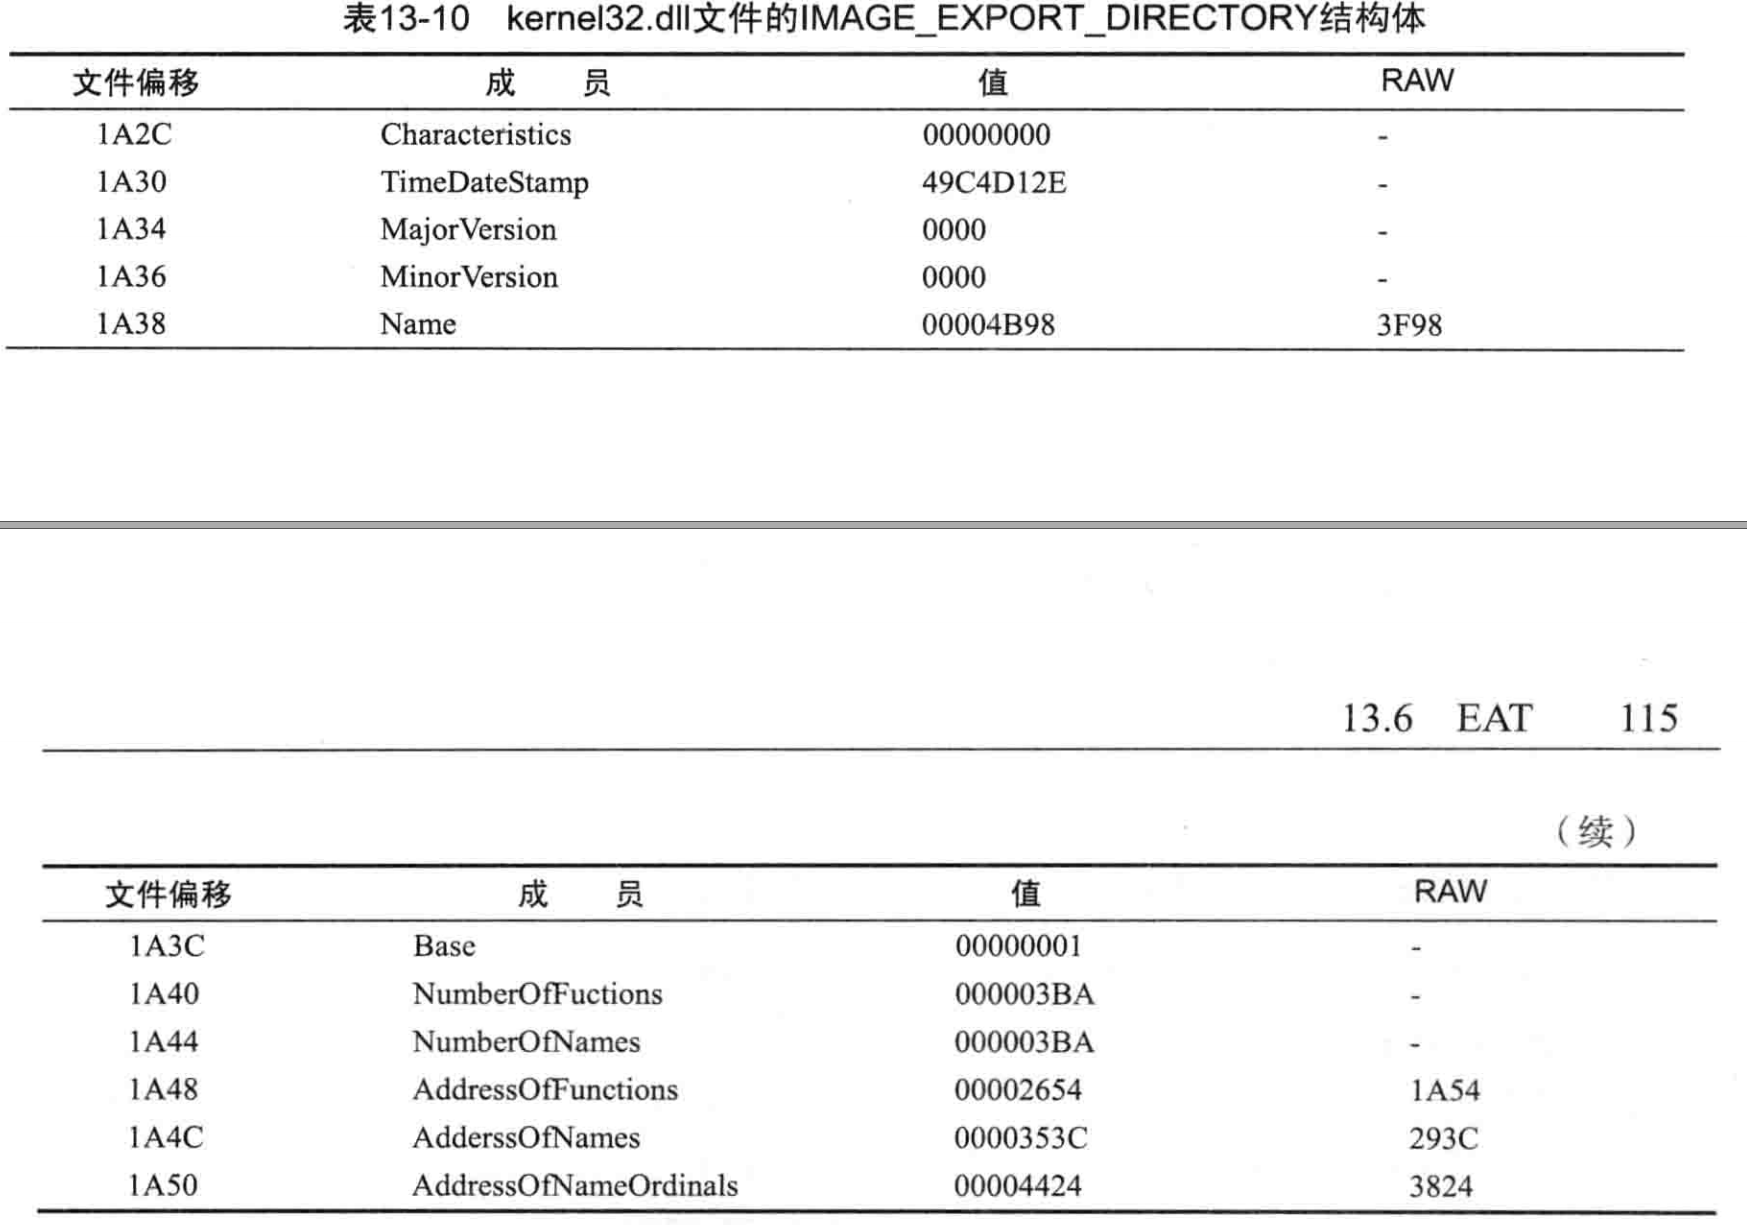 表13-10 kernel32.dll文件的IMAGE_EXPORT_DIRECTORY结构体
文件偏移 成 员 值 RAW
1A2C Characteristics 00000000 -
1A30 TimeDateStamp 49C4D12E -
1A34 MajorVersion 0000 -
1A36 MinorVersion 0000 -
1A38 Name 00004B98 3F98
13.6 EAT 115
（续）
文件偏移 成 员 值 RAW
1A3C Base 00000001 -
1A40 NumberOfFuctions 000003BA -
1A44 NumberOfNames 000003BA -
1A48 AddressOfFunctions 00002654 1A54
1A4C AdderssOfNames 0000353C 293C
1A50 AddressOfNameOrdinals 00004424 3824